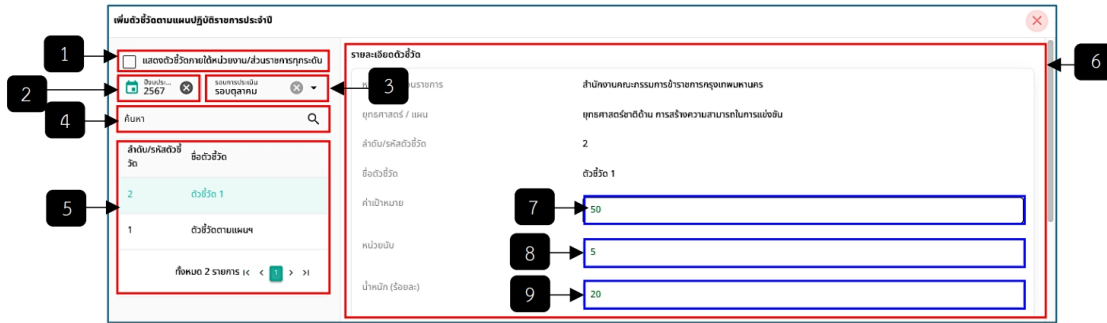 เพิ่มตัวชี้วัดตามแผนปฏิบัติราชการประจำปี
1
แสดงตัวชี้วัดภายใต้หน่วยงาน/ส่วนราชการทุกระดับ
2
ปีงบประ...
2567
รอบการประเมิน
รอบตุลาคม
3
4
ค้นหา
5
ลำดับ/รหัสตัวชี้วัด
ชื่อตัวชี้วัด
2 ตัวชี้วัด 1
1 ตัวชี้วัดตามแผนฯ
ทั้งหมด 2 รายการ 1
รายละเอียดตัวชี้วัด
6
สำนักงานคณะกรรมการข้าราชการกรุงเทพมหานคร
ยุทธศาสตร์ / แผน ยุทธศาสตร์ชาติด้าน การสร้างความสามารถในการแข่งขัน
ลำดับ/รหัสตัวชี้วัด 2
ชื่อตัวชี้วัด ตัวชี้วัด 1
ค่าเป้าหมาย 7 50
หน่วยนับ 8 5
น้ำหนัก (ร้อยละ) 9 20